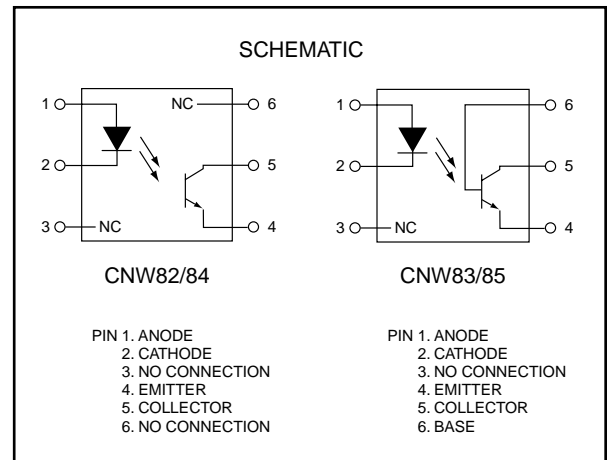 SCHEMATIC
1
NC
6
2
5
3
NC
4
CNW82/84
1
6
2
5
3
NC
4
CNW83/85
PIN 1. ANODE
2. CATHODE
3. NO CONNECTION
4. EMITTER
5. COLLECTOR
6. NO CONNECTION
PIN 1. ANODE
2. CATHODE
3. NO CONNECTION
4. EMITTER
5. COLLECTOR
6. BASE